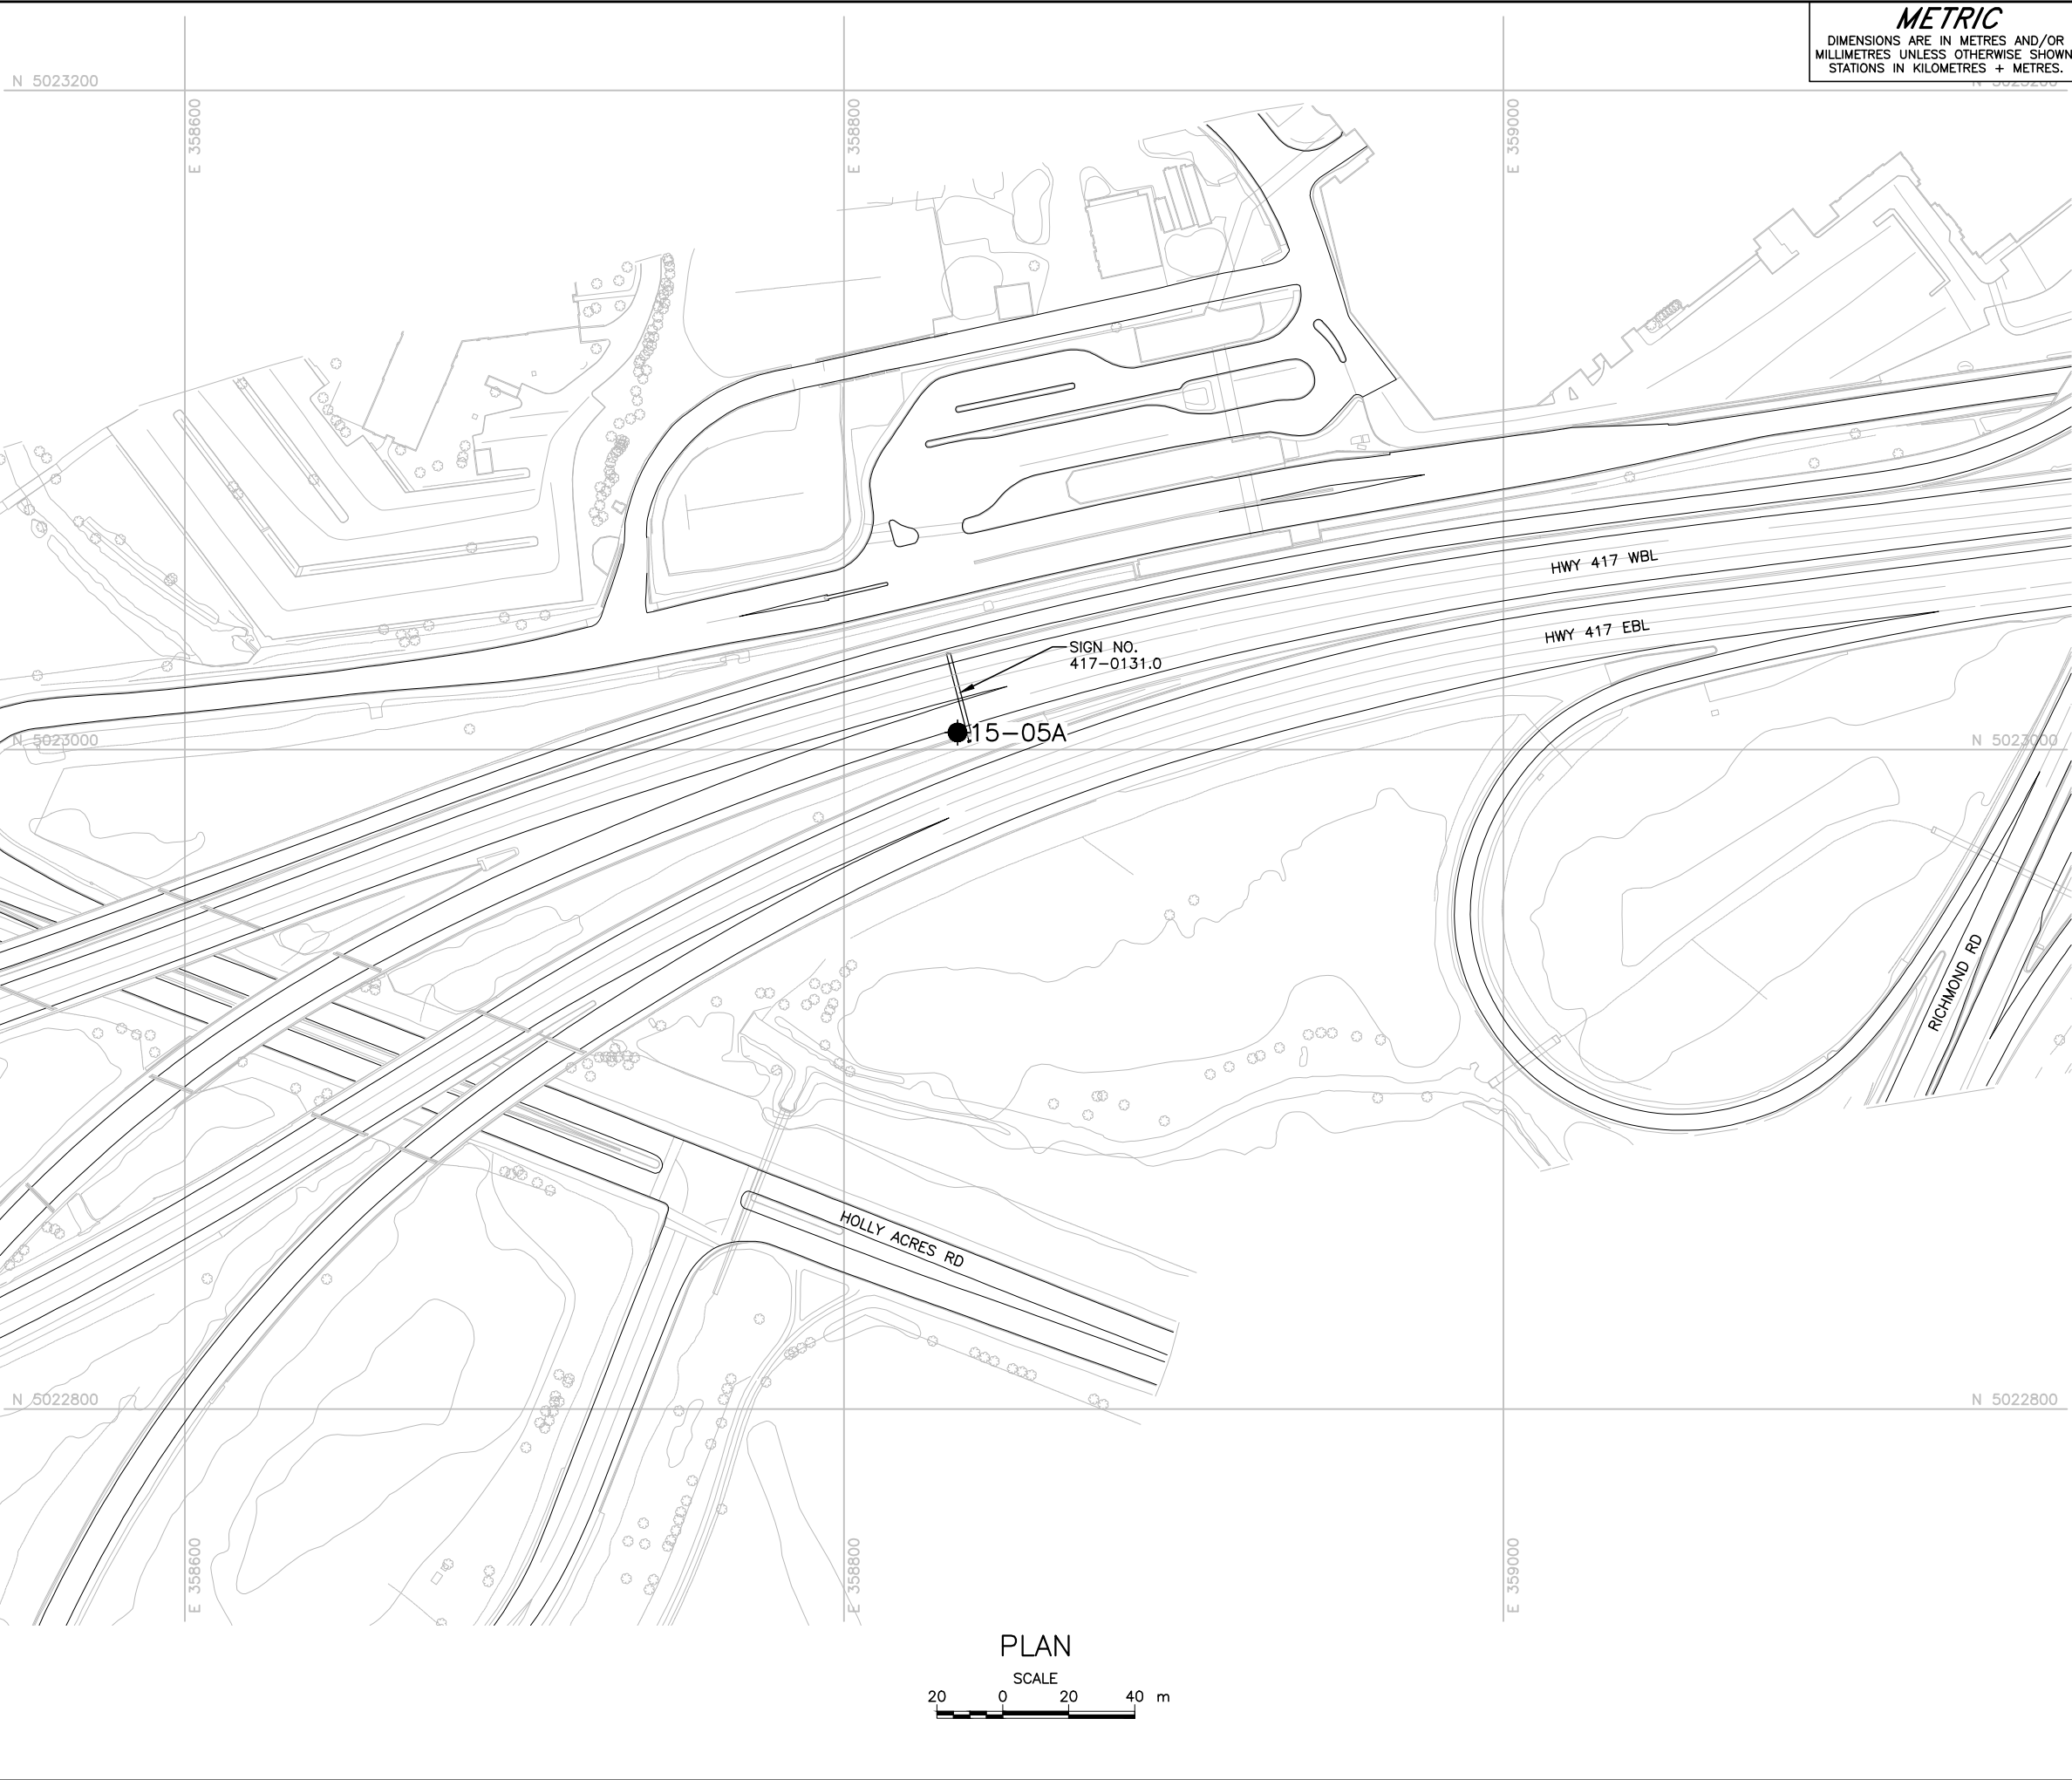 METRIC
DIMENSIONS ARE IN METRES AND/OR
MILLIMETRES UNLESS OTHERWISE SHOWN
STATIONS IN KILOMETRES + METRES.
N 5023200
N 5023200
E 358600
E 358800
E 359000
HWY 417 WBL
HWY 417 EBL
SIGN NO.
417-0131.0
15-05A
N 5023000
N 5023000
RICHMOND RD
HOLLY ACRES RD
N 5022800
N 5022800
E 358600
E 358800
E 359000
PLAN
SCALE
20 0 20 40 m